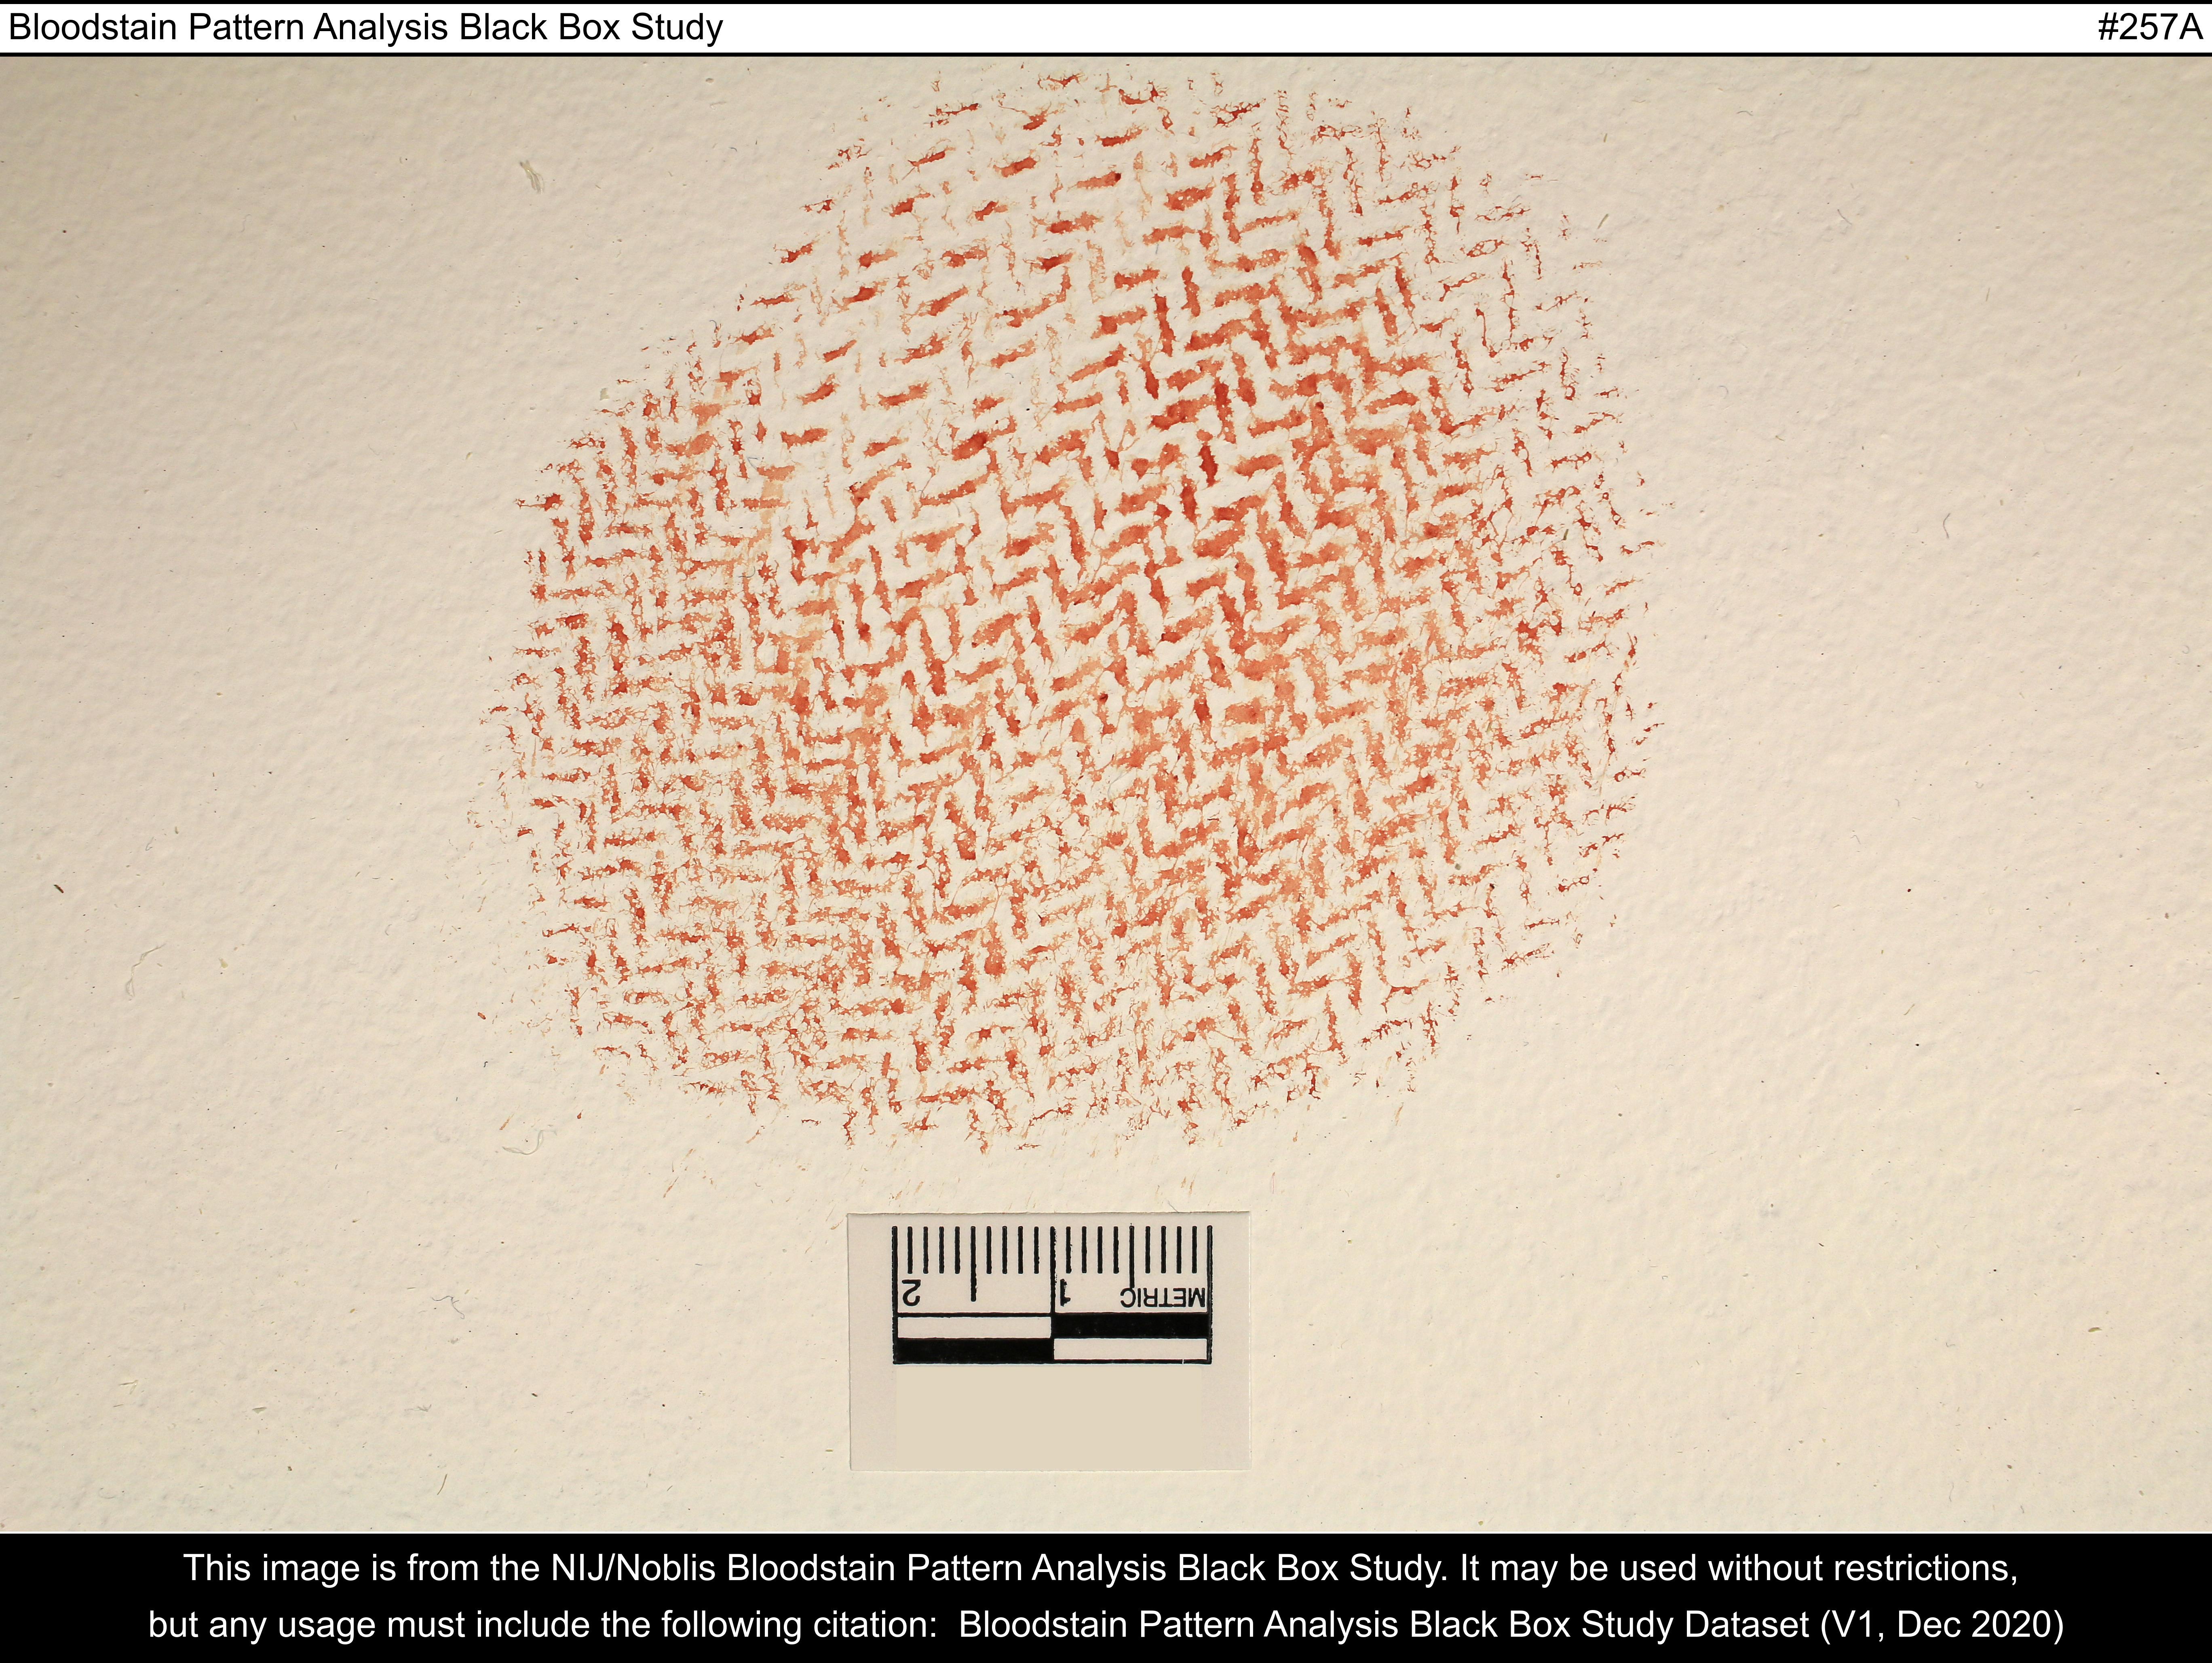 Bloodstain Pattern Analysis Black Box Study #257A
2 1 METRIC
This image is from the NIJ/Noblis Bloodstain Pattern Analysis Black Box Study. It may be used without restrictions,
but any usage must include the following citation:  Bloodstain Pattern Analysis Black Box Study Dataset (V1, Dec 2020)